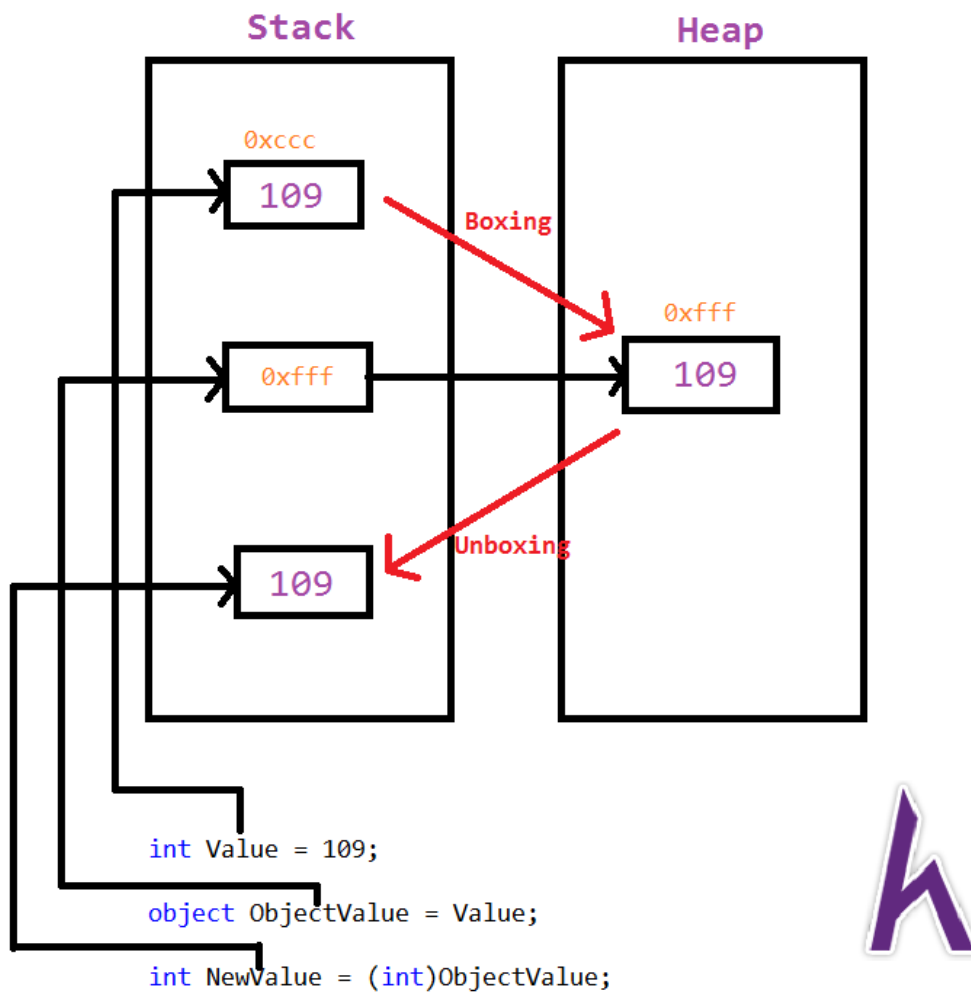 Stack
Heap
0xccc
109
Boxing
0xfff
0xfff
109
Unboxing
109
int Value = 109;
object ObjectValue = Value;
int NewValue = (int)ObjectValue;